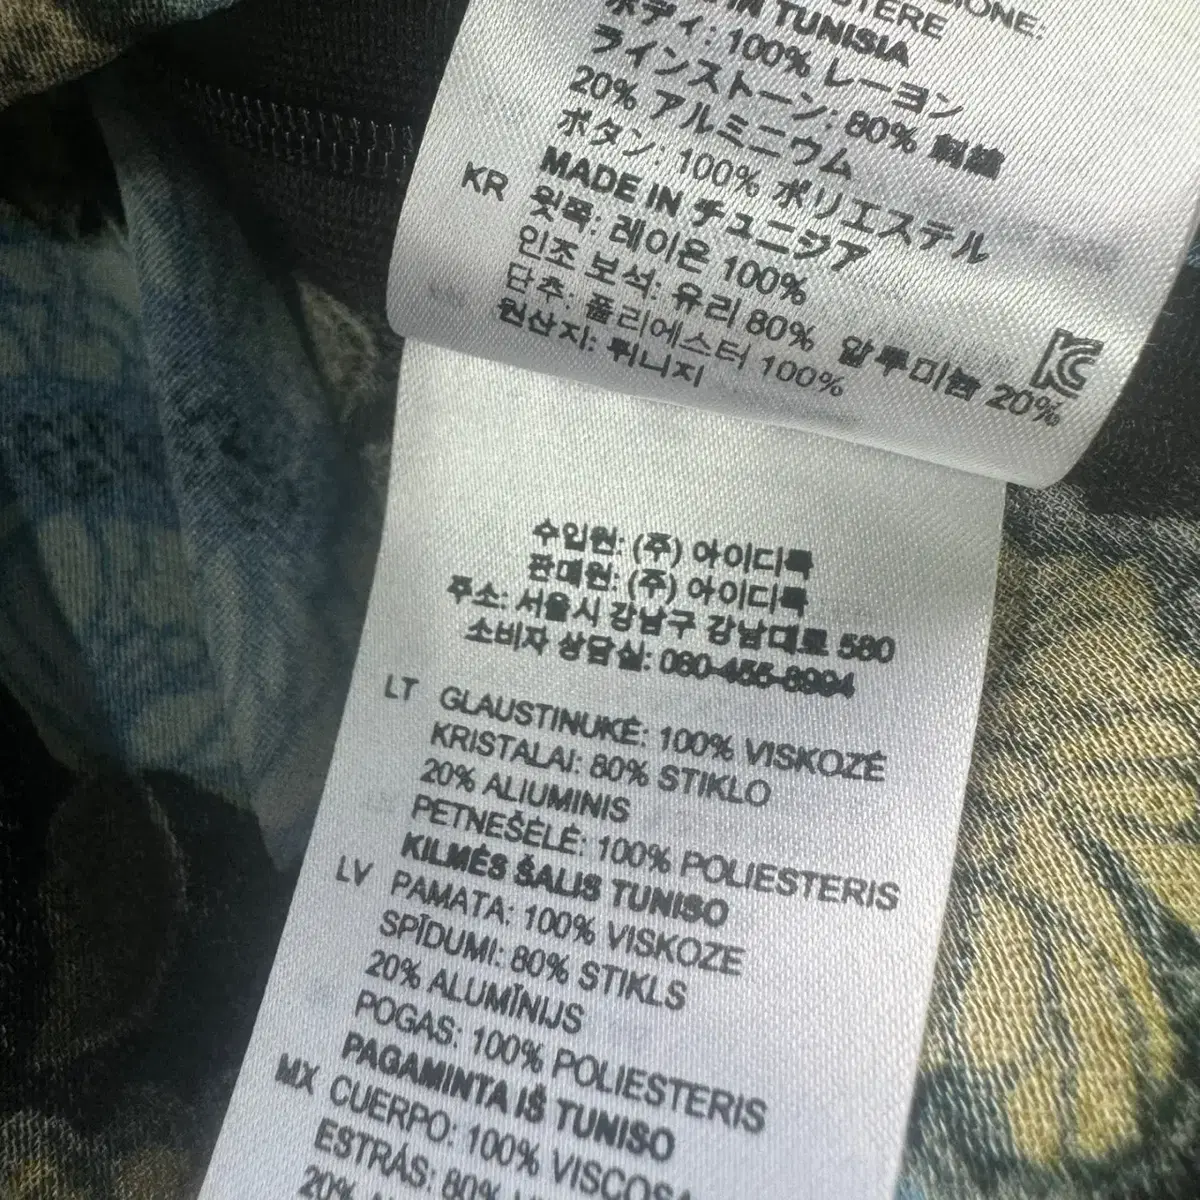 IONE:
STERE
IN TUNISIA
ボディ: 100% レーヨン
ラインストーン: 80%
20% アルミニウム
ボタン: 100% ポリエステル
MADE IN チュニジア
KR 윗쪽: 레이온 100%
인조 보석: 유리 80% 알루미늄 20%
단추: 폴리에스터 100%
원산지: 튀니지
수입원: (주) 아이디룩
판매원: (주) 아이디룩
주소: 서울시 강남구 강남대로 580
소비자 상담실: 080-455-8994
LT GLAUSTINUKĖ: 100% VISKOZĖ
KRISTALAI: 80% STIKLO
20% ALIUMINIS
PETNEŠĖLĖ: 100% POLIESTERIS
KILMĖS ŠALIS TUNISO
LV PAMATA: 100% VISKOZE
SPĪDUMI: 80% STIKLS
20% ALUMĪNIJS
POGAS: 100% POLIESTERIS
PAGAMINTA IŠ TUNISO
MX CUERPO: 100% VISCOSA
ESTRÁS: 80%
20%